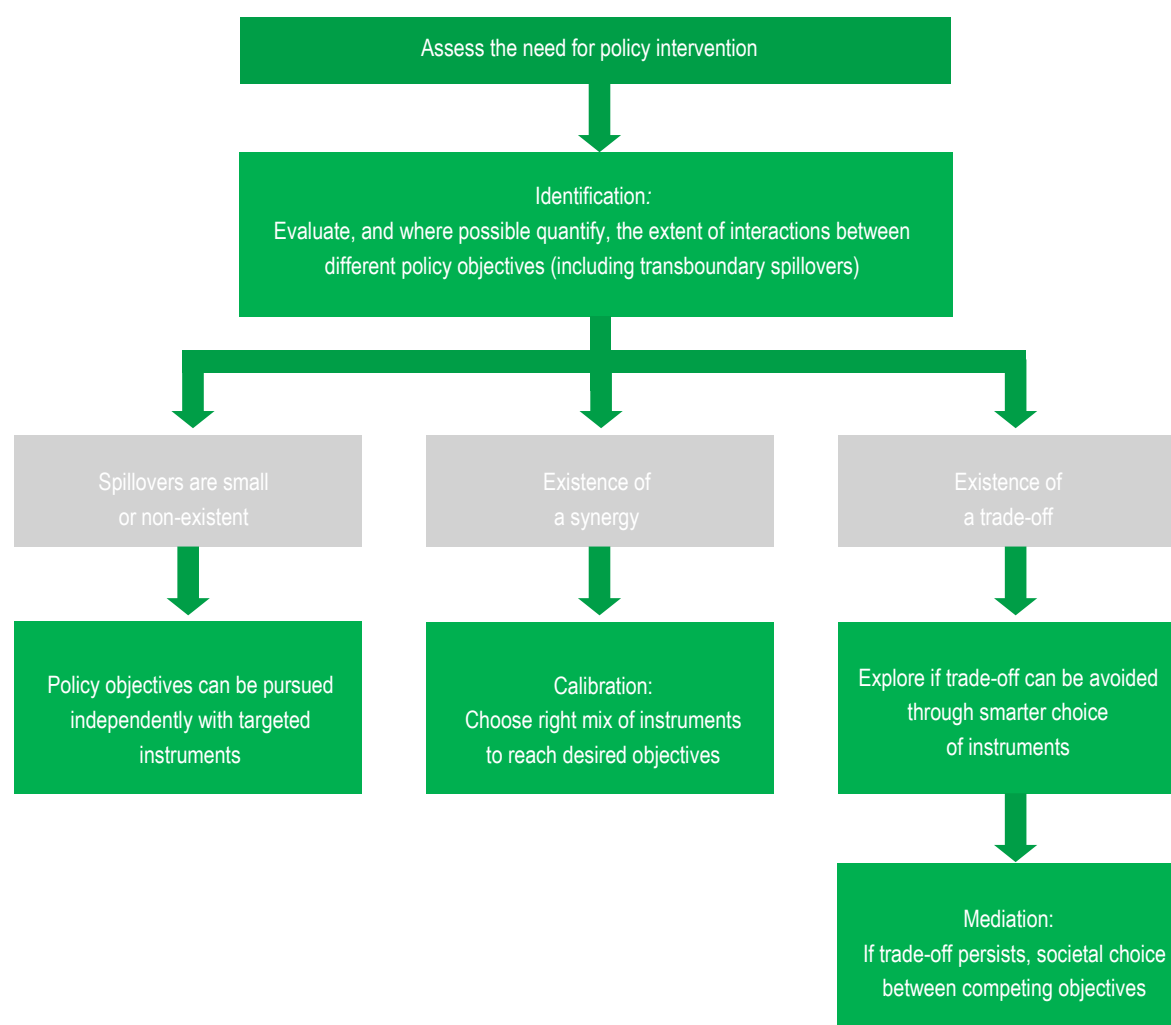 Assess the need for policy intervention
Identification:
Evaluate, and where possible quantify, the extent of interactions between
different policy objectives (including transboundary spillovers)
Spillovers are small
or non-existent
Existence of
a synergy
Existence of
a trade-off
Policy objectives can be pursued
independently with targeted
instruments
Calibration:
Choose right mix of instruments
to reach desired objectives
Explore if trade-off can be avoided
through smarter choice
of instruments
Mediation:
If trade-off persists, societal choice
between competing objectives